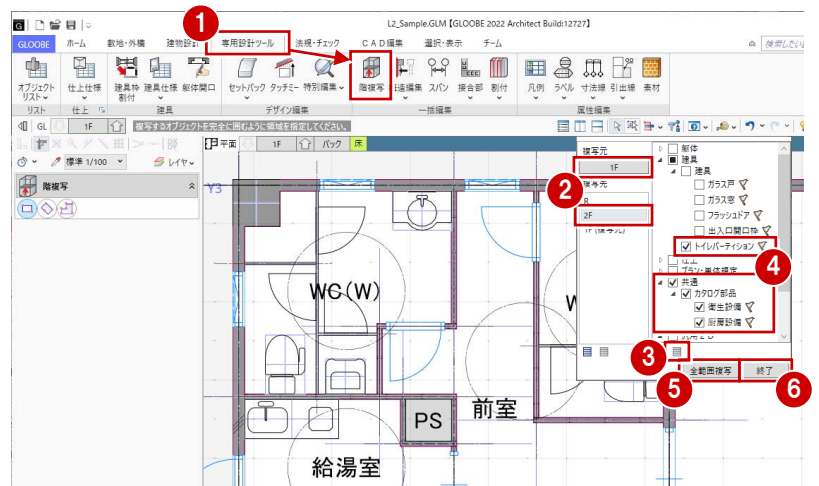 L2_Sample.GLM【GLOOBE 2022 Architect Build:12727】
1
GLOOBE ホーム 敷地・外構 建物設計 専用設計ツール 法規・チェック CAD編集 選択・表示 チーム
オブジェクトリスト 仕上仕様 建具枠割付 建具仕様 躯体開口 セットバック タッチミー 特別編集 階複写 スパン 接合部 割付 凡例 ラベル 寸法線 引出線 素材
リスト 仕上 建具 デザイン編集 一括編集 属性編集
GL 1F 複写するオブジェクトを完全に囲むように領域を指定してください。
平面 1F バック 床
標準 1/100 レイヤ
階複写
Y3
WC(W)
PS
前室
給湯室
W
複写元
1F
2
複写先
R
2F
1F(複写元)
躯体
建具
建具
ガラス戸
ガラス窓
フラッシュドア
出入口開口枠
トイレパーティション
4
仕上
プラン・単体規定
共通
カタログ部品
衛生設備
厨房設備
汎用2D
3
全範囲複写 終了
5
6